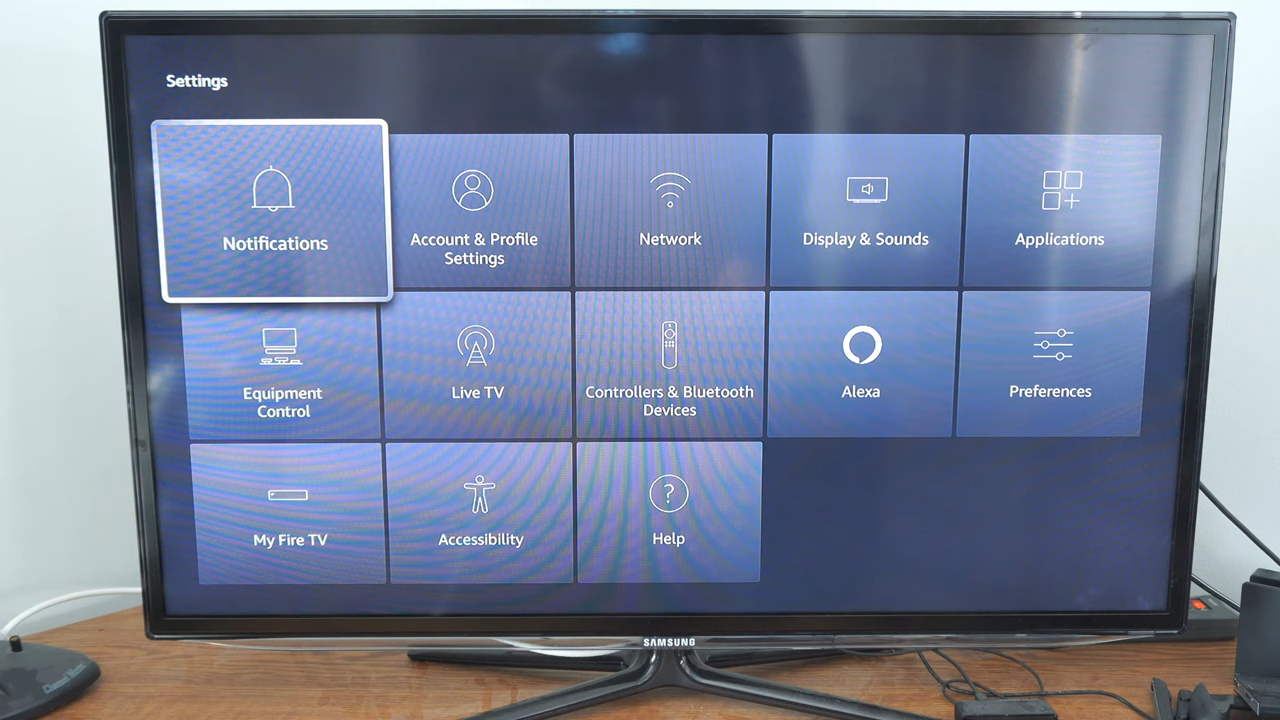 Settings
Notifications
Account & Profile
Settings
Network
Display & Sounds
Applications
Equipment
Control
Live TV
Controllers & Bluetooth
Devices
Alexa
Preferences
My Fire TV
Accessibility
?
Help
SAMSUNG